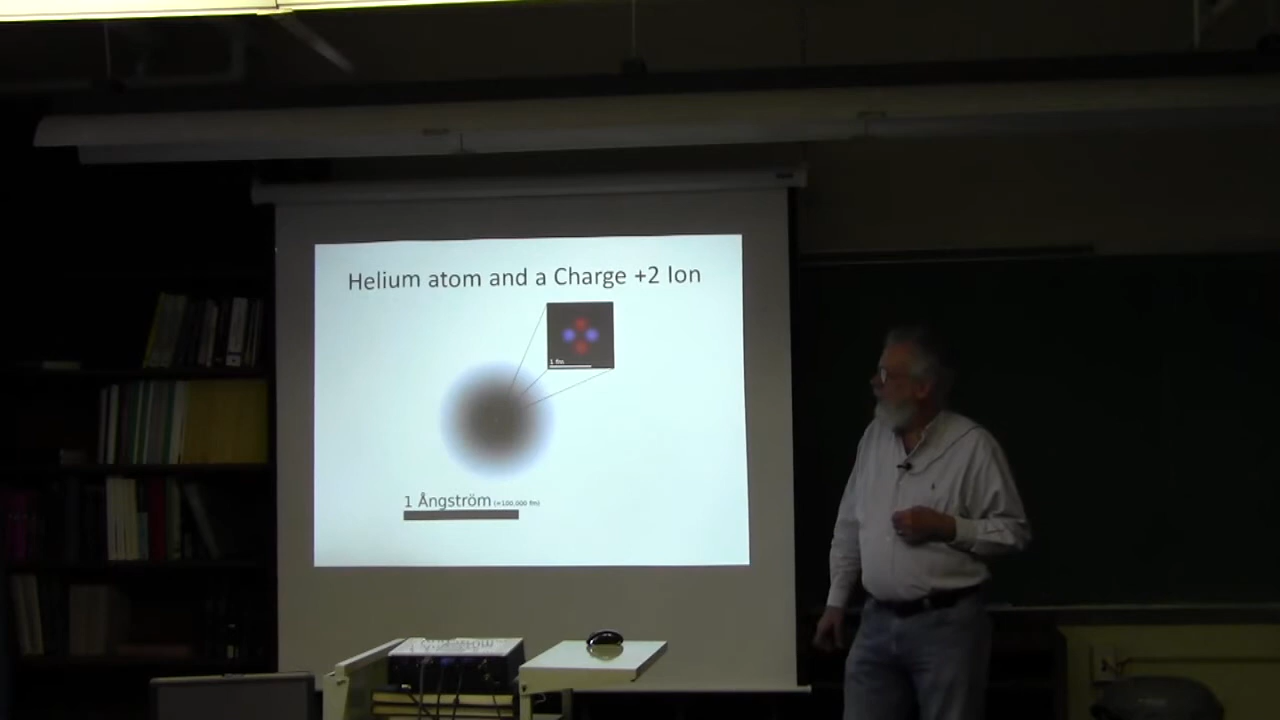 Helium atom and a Charge +2 Ion
1 fm
1 Ångström (=100,000 fm)